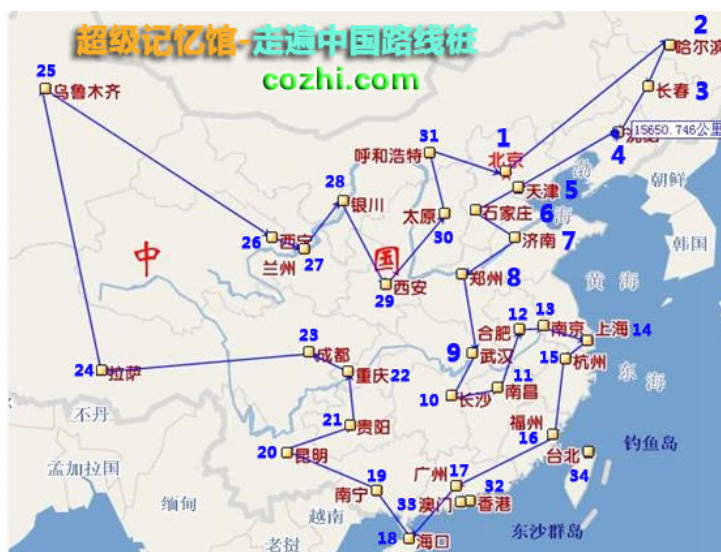 超级记忆馆-走遍中国路线桩
cozhi.com
2
哈尔滨
25
乌鲁木齐
长春 3
15650.746公里
31
呼和浩特
1
北京
4
渤
天津 5
朝鲜
28
银川
太原
30
石家庄 6
海
济南 7
韩国
26 西宁
兰州 27
中
国
29 西安
郑州 8
黄海
23
成都
9 武汉
合肥 12
13 南京
上海 14
15 杭州
东海
24 拉萨
重庆 22
10 长沙
11
南昌
不丹
21 贵阳
福州
16
20
昆明
台北
34
钓鱼岛
孟加拉国
19
南宁
17
广州
32
33
澳门
香港
缅甸
越南
18 海口
老挝
东沙群岛